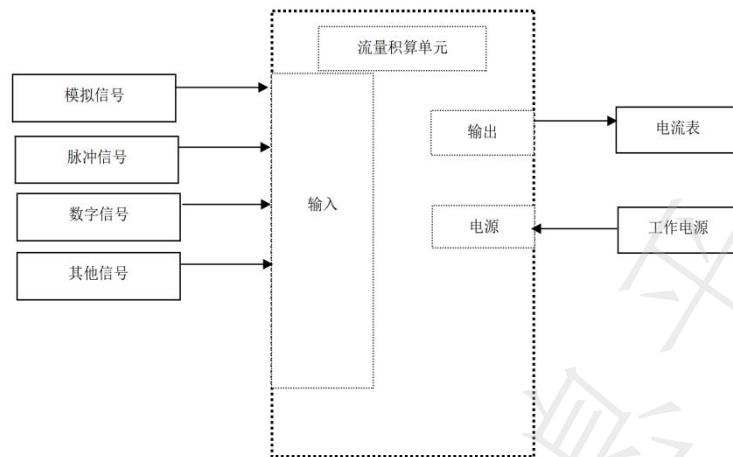 流量积算单元
模拟信号
脉冲信号
数字信号
其他信号
输入
输出
电源
电流表
工作电源